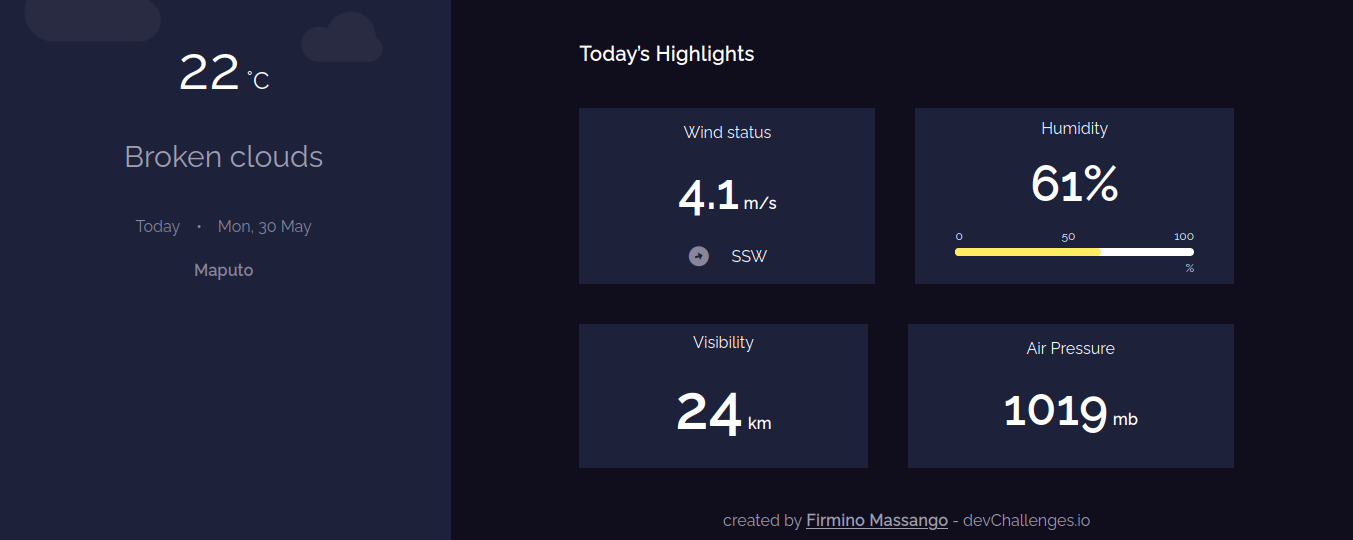 22 °C
Broken clouds
Today • Mon, 30 May
Maputo
Today’s Highlights
Wind status
4.1 m/s
SSW
Humidity
61%
0 50 100
%
Visibility
24 km
Air Pressure
1019 mb
created by Firmino Massango - devChallenges.io